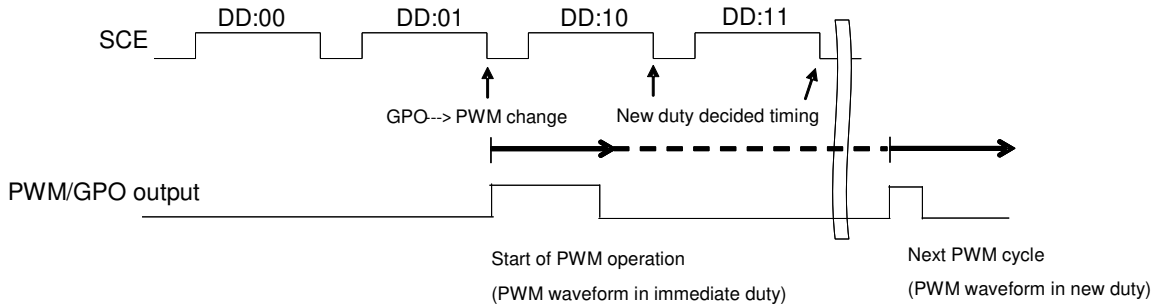 DD:00 DD:01 DD:10 DD:11
SCE
GPO---> PWM change New duty decided timing
PWM/GPO output
Start of PWM operation
(PWM waveform in immediate duty)
Next PWM cycle
(PWM waveform in new duty)